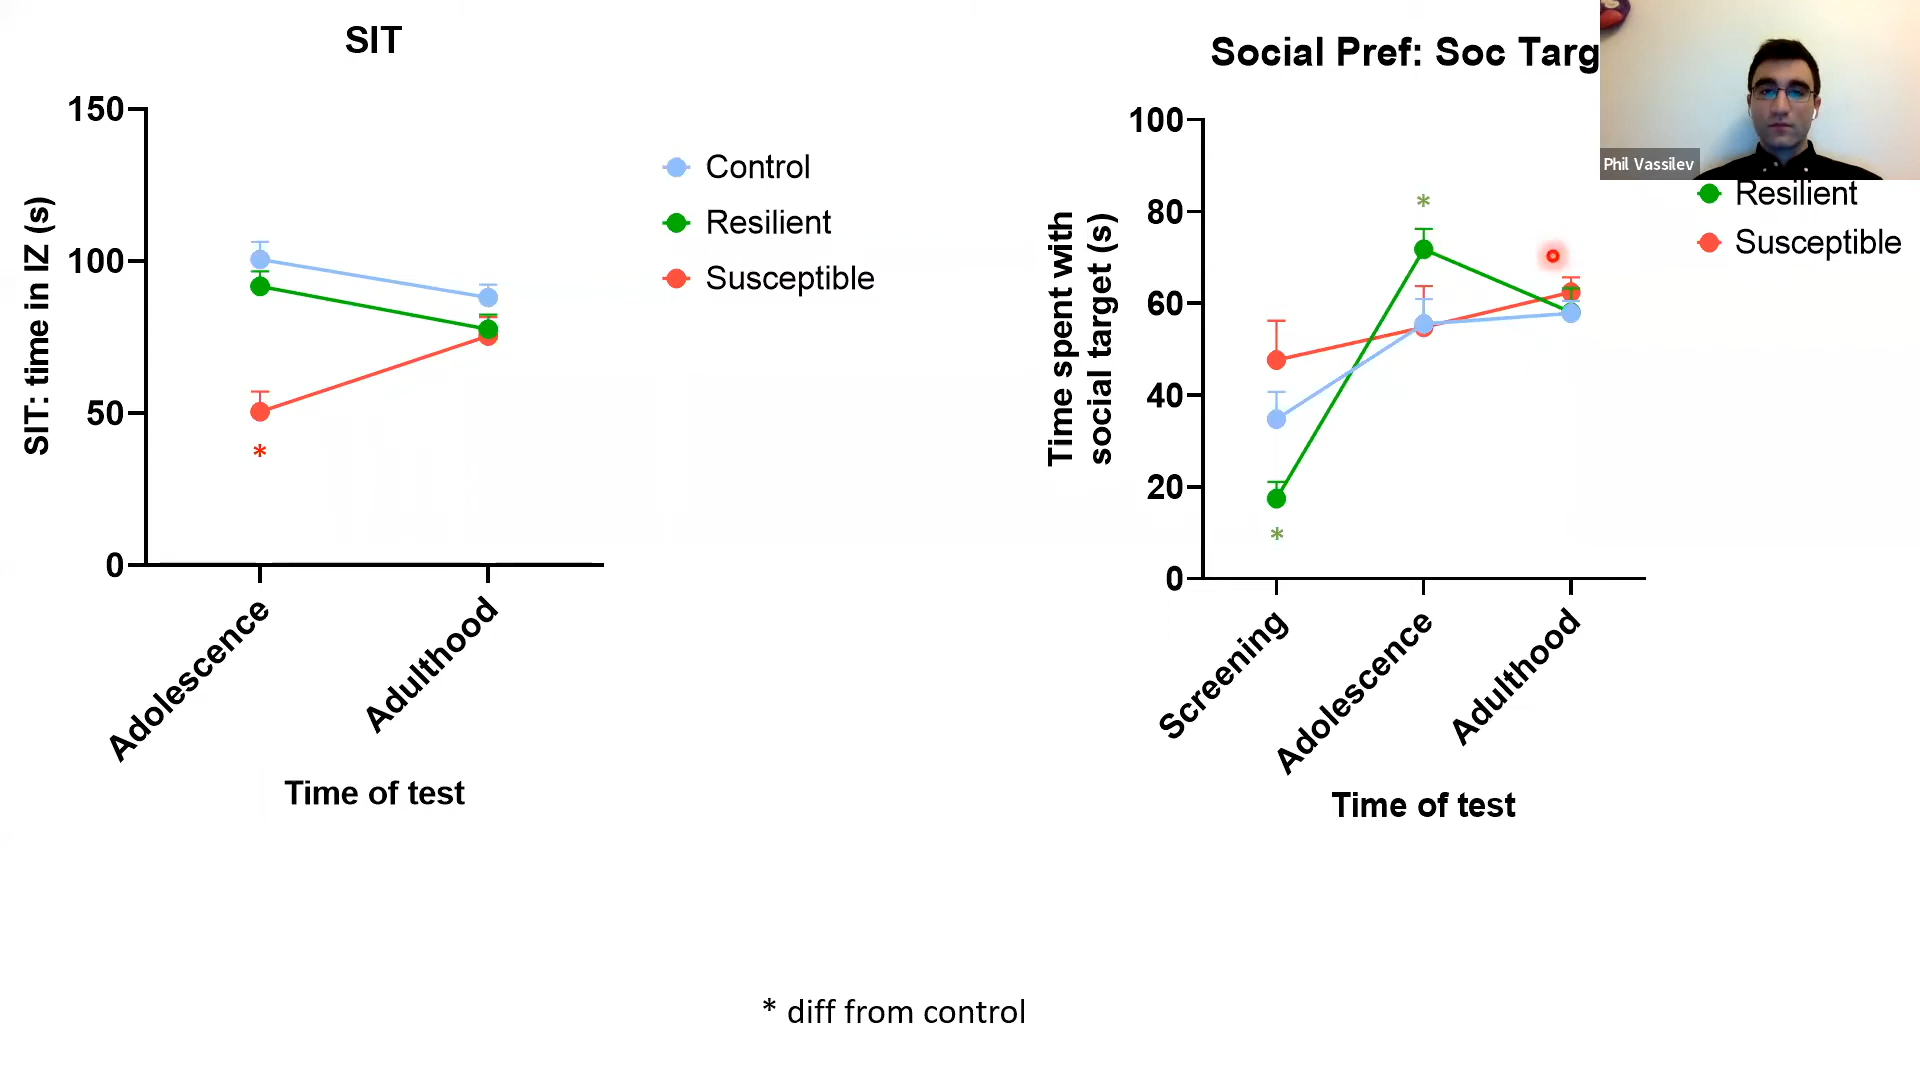 SIT
150
100
50
0
SIT: time in IZ (s)
Control
Resilient
Susceptible
Adolescence
Adulthood
Time of test
Social Pref: Soc Targ
100
80
60
40
20
0
Time spent with
social target (s)
*
*
*
Phil Vassilev
Resilient
Susceptible
Screening
Adolescence
Adulthood
Time of test
* diff from control